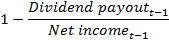 1 − Dividend payout_{t−1} / Net income_{t−1}